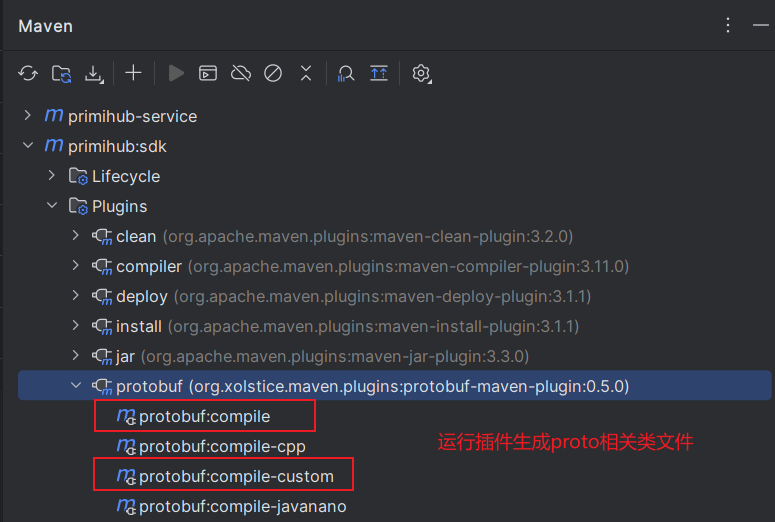 Maven
primihub-service
primihub:sdk
Lifecycle
Plugins
clean (org.apache.maven.plugins:maven-clean-plugin:3.2.0)
compiler (org.apache.maven.plugins:maven-compiler-plugin:3.11.0)
deploy (org.apache.maven.plugins:maven-deploy-plugin:3.1.1)
install (org.apache.maven.plugins:maven-install-plugin:3.1.1)
jar (org.apache.maven.plugins:maven-jar-plugin:3.3.0)
protobuf (org.xolstice.maven.plugins:protobuf-maven-plugin:0.5.0)
protobuf:compile
protobuf:compile-cpp
运行插件生成proto相关类文件
protobuf:compile-custom
protobuf:compile-javanano